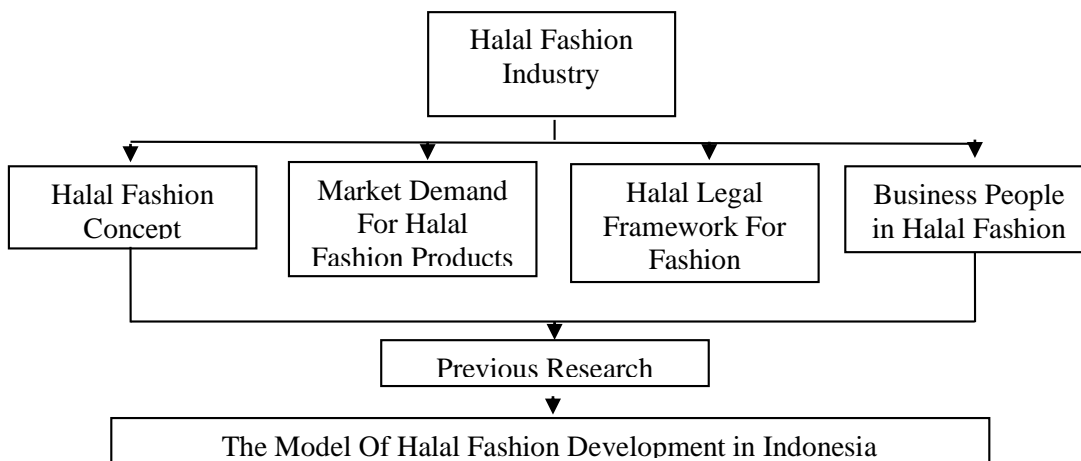 Halal Fashion
Industry
Halal Fashion
Concept
Market Demand
For Halal
Fashion Products
Halal Legal
Framework For
Fashion
Business People
in Halal Fashion
Previous Research
The Model Of Halal Fashion Development in Indonesia